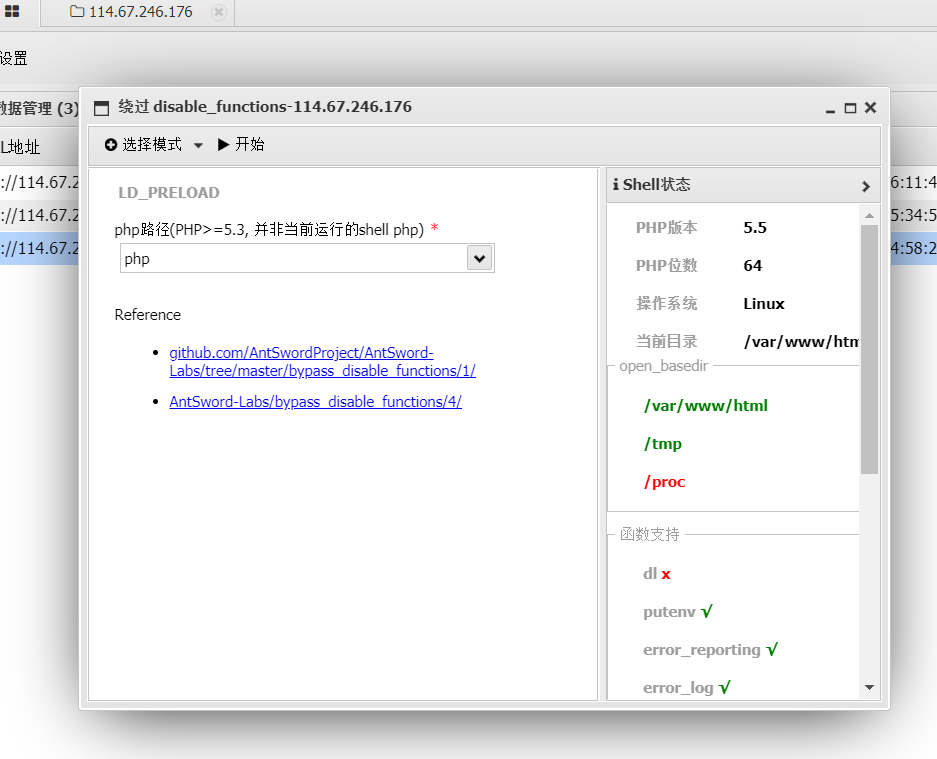 114.67.246.176
设置
数据管理 (3)
L地址
://114.67.2
6:11:4
://114.67.2
5:34:5
://114.67.2
4:58:2
绕过 disable_functions-114.67.246.176
选择模式
开始
LD_PRELOAD
php路径(PHP>=5.3, 并非当前运行的shell php) *
php
Reference
github.com/AntSwordProject/AntSword-
Labs/tree/master/bypass_disable_functions/1/
AntSword-Labs/bypass_disable_functions/4/
Shell状态
PHP版本 5.5
PHP位数 64
操作系统 Linux
当前目录 /var/www/htm
open_basedir
/var/www/html
/tmp
/proc
函数支持
dl x
putenv √
error_reporting √
error_log √